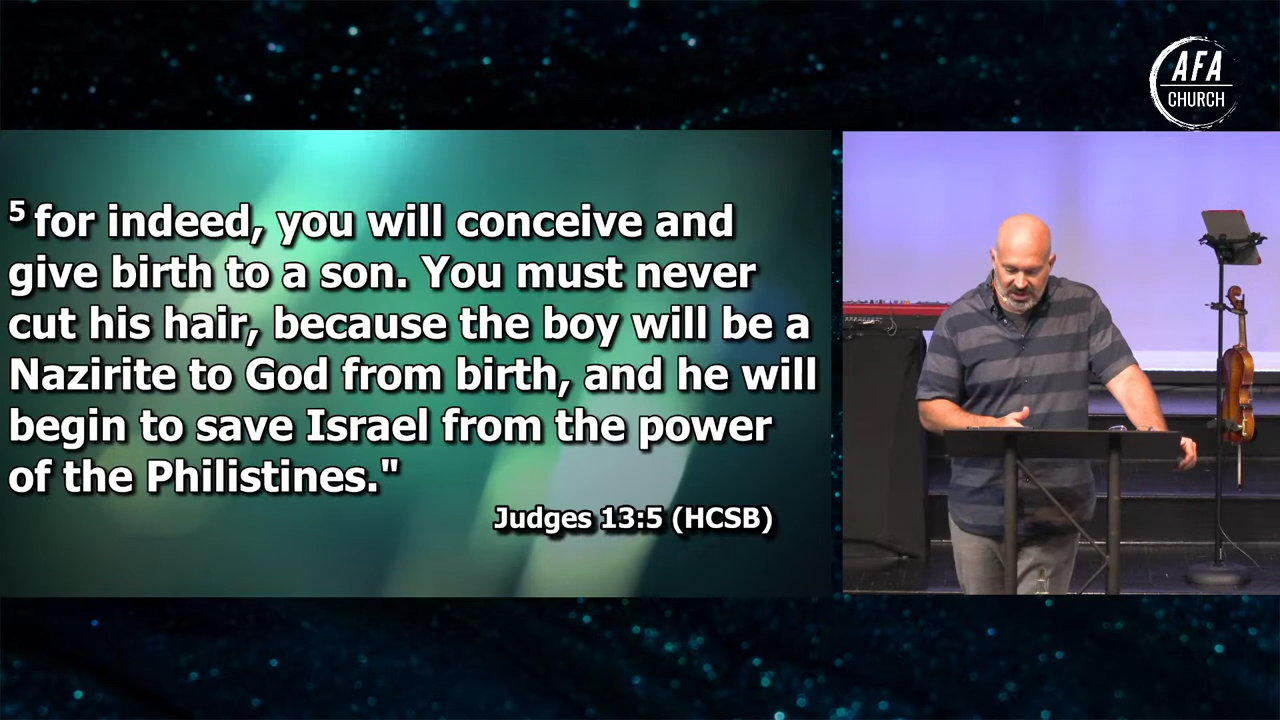 AFA
CHURCH
5 for indeed, you will conceive and
give birth to a son. You must never
cut his hair, because the boy will be a
Nazirite to God from birth, and he will
begin to save Israel from the power
of the Philistines."
Judges 13:5 (HCSB)